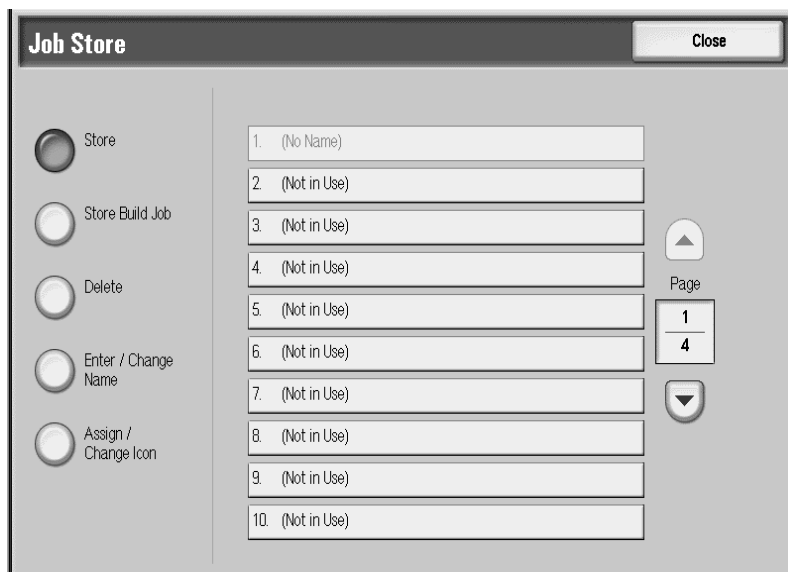 Job Store
Close
Store
Store Build Job
Delete
Enter / Change
Name
Assign /
Change Icon
1. (No Name)
2. (Not in Use)
3. (Not in Use)
4. (Not in Use)
5. (Not in Use)
6. (Not in Use)
7. (Not in Use)
8. (Not in Use)
9. (Not in Use)
10. (Not in Use)
Page
1
4